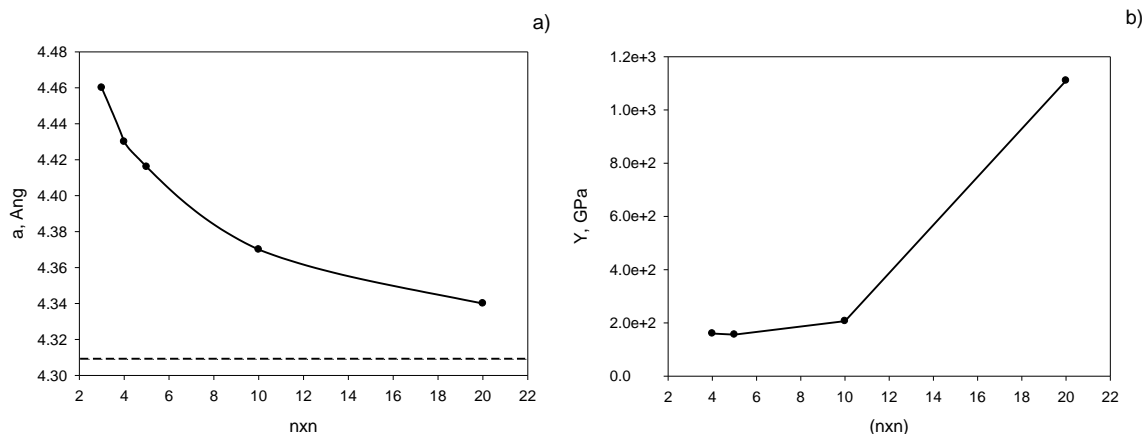 a)
4.48
4.46
4.44
4.42
4.40
4.38
4.36
4.34
4.32
4.30
a, Ang
2 4 6 8 10 12 14 16 18 20 22
nxn
b)
1.2e+3
1.0e+3
8.0e+2
6.0e+2
4.0e+2
2.0e+2
0.0
Y, GPa
2 4 6 8 10 12 14 16 18 20 22
(nxn)